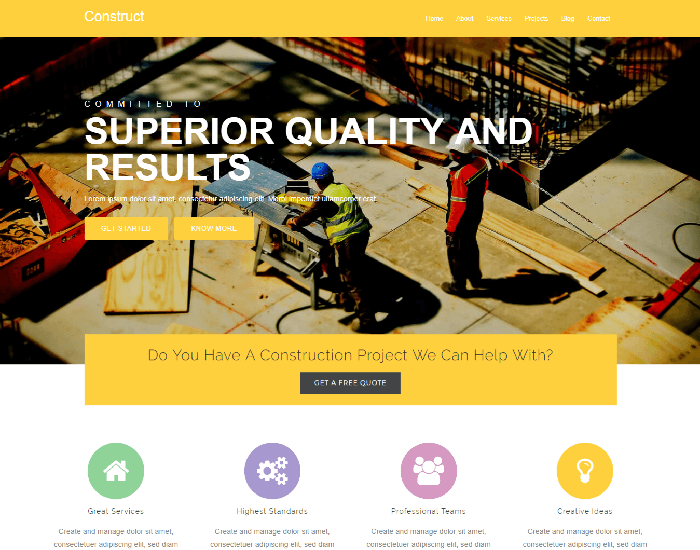 Construct
Home About Services Projects Blog Contact
COMMITTED TO
SUPERIOR QUALITY AND
RESULTS
Lorem ipsum dolor sit amet, consectetur adipiscing elit. Morbi imperdiet ullamcorper erat
GET STARTED KNOW MORE
Do You Have A Construction Project We Can Help With?
GET A FREE QUOTE
Great Services Highest Standards Professional Teams Creative Ideas
Create and manage dolor sit amet, Create and manage dolor sit amet, Create and manage dolor sit amet, Create and manage dolor sit amet,
consectetuer adipiscing elit, sed diam consectetuer adipiscing elit, sed diam consectetuer adipiscing elit, sed diam consectetuer adipiscing elit, sed diam